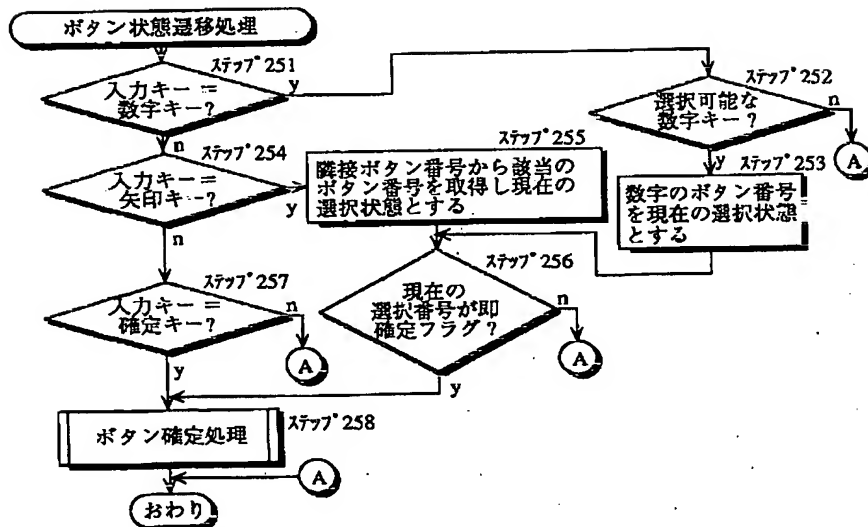 ボタン状態遷移処理
ステップ251
入力キー=
数字キー?
y
n
ステップ252
選択可能な
数字キー?
n
y
A
ステップ253
数字のボタン番号
を現在の選択状態
とする
ステップ254
入力キー=
矢印キー?
y
n
ステップ255
隣接ボタン番号から該当の
ボタン番号を取得し現在の
選択状態とする
ステップ256
現在の
選択番号が即
確定フラグ?
n
y
A
ステップ257
入力キー=
確定キー?
n
y
A
ステップ258
ボタン確定処理
A
おわり